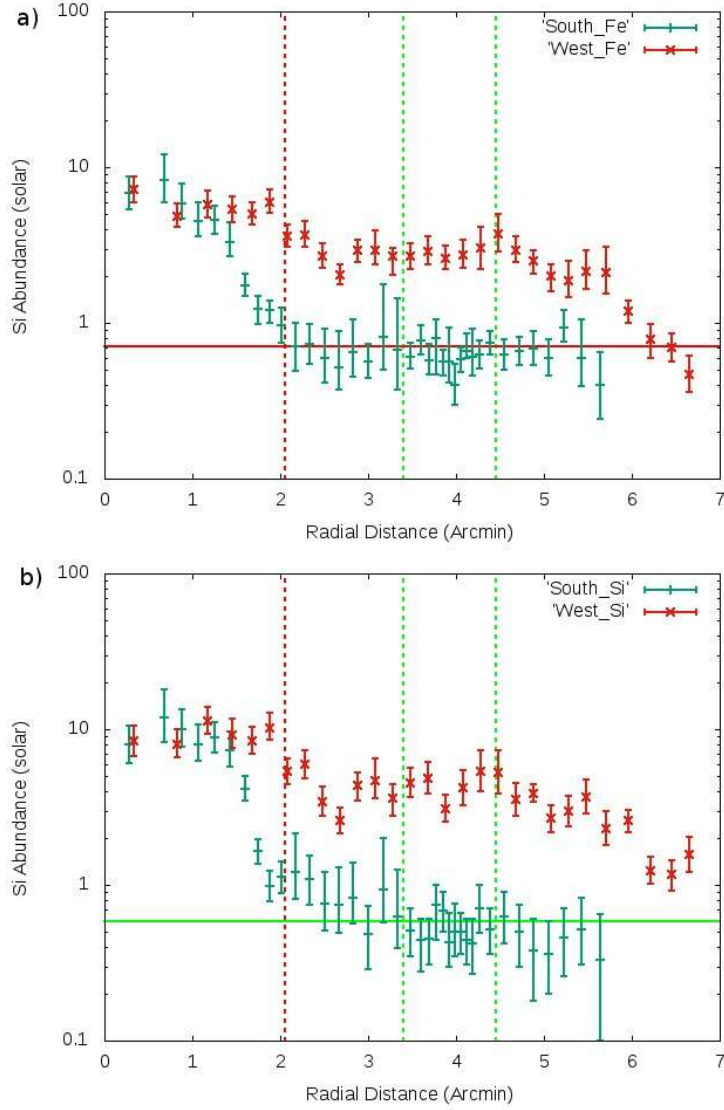 a)
100
10
1
0.1
Si Abundance (solar)
'South_Fe'
'West_Fe'
0 1 2 3 4 5 6 7
Radial Distance (Arcmin)
b)
100
10
1
0.1
Si Abundance (solar)
'South_Si'
'West_Si'
0 1 2 3 4 5 6 7
Radial Distance (Arcmin)